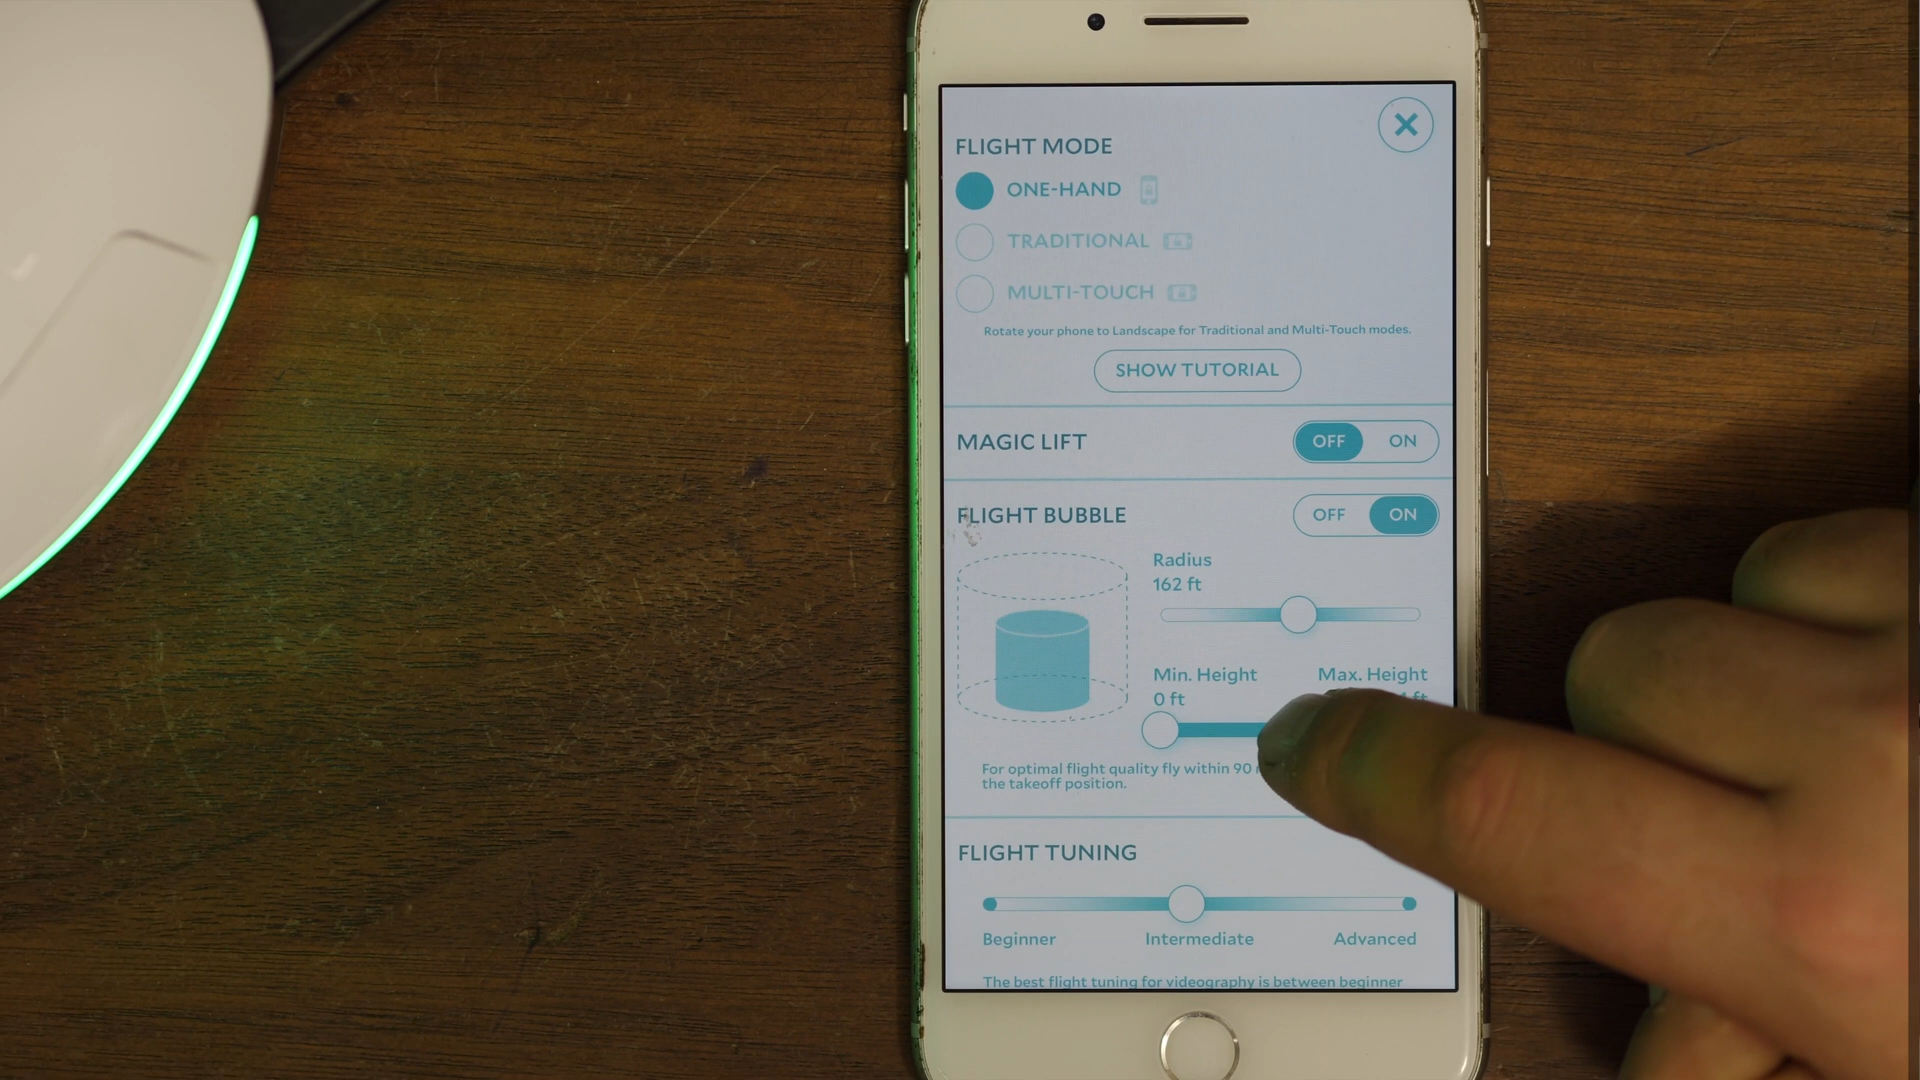 FLIGHT MODE
ONE-HAND
TRADITIONAL
MULTI-TOUCH
Rotate your phone to Landscape for Traditional and Multi-Touch modes.
SHOW TUTORIAL
MAGIC LIFT
OFF ON
FLIGHT BUBBLE
OFF ON
Radius
162 ft
Min. Height Max. Height
0 ft ft
For optimal flight quality fly within 90
the takeoff position.
FLIGHT TUNING
Beginner Intermediate Advanced
The best flight tuning for videography is between beginner